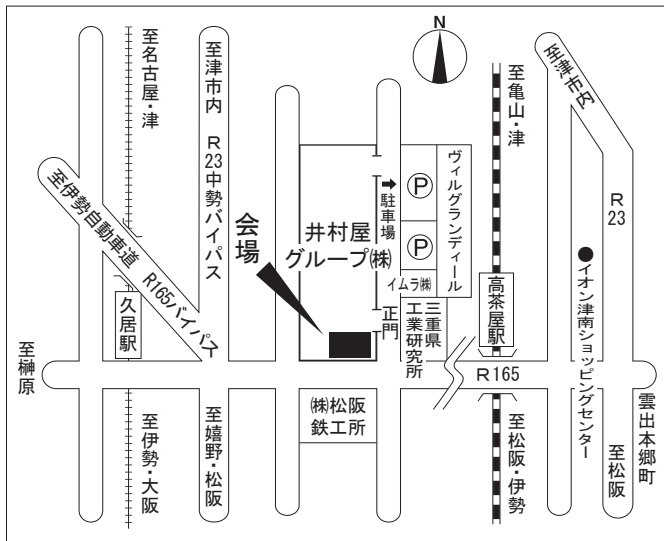 N
至名古屋・津
至津市内
R23中勢バイパス
至伊勢自動車道
R165バイパス
久居駅
至榊原
至伊勢・大阪
至嬉野・松阪
会場
井村屋
グループ㈱
駐車場
P
P
イムラ㈱
ヴィルグランディール
正門
三重県
工業研究所
㈱松阪
鉄工所
至亀山・津
高茶屋駅
R165
至松阪・伊勢
至津市内
R23
イオン津南ショッピングセンター
至松阪
雲出本郷町